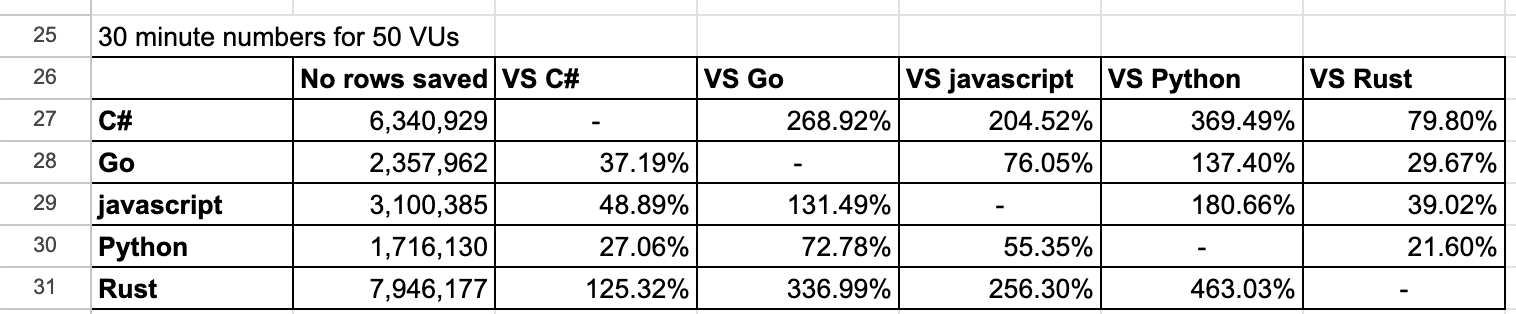 25 30 minute numbers for 50 VUs
26 No rows saved VS C# VS Go VS javascript VS Python VS Rust
27 C# 6,340,929 - 268.92% 204.52% 369.49% 79.80%
28 Go 2,357,962 37.19% - 76.05% 137.40% 29.67%
29 javascript 3,100,385 48.89% 131.49% - 180.66% 39.02%
30 Python 1,716,130 27.06% 72.78% 55.35% - 21.60%
31 Rust 7,946,177 125.32% 336.99% 256.30% 463.03% -